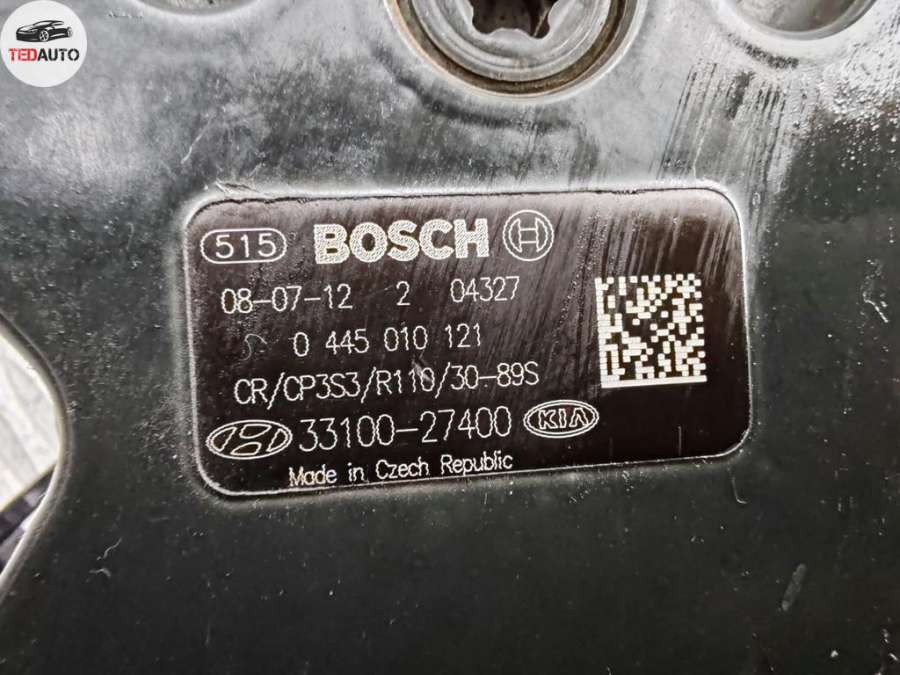 TEDAUTO
515 BOSCH
08-07-12 2 04327
0 445 010 121
CR/CP3S3/R110/30-89S
33100-27400 KIA
Made in Czech Republic